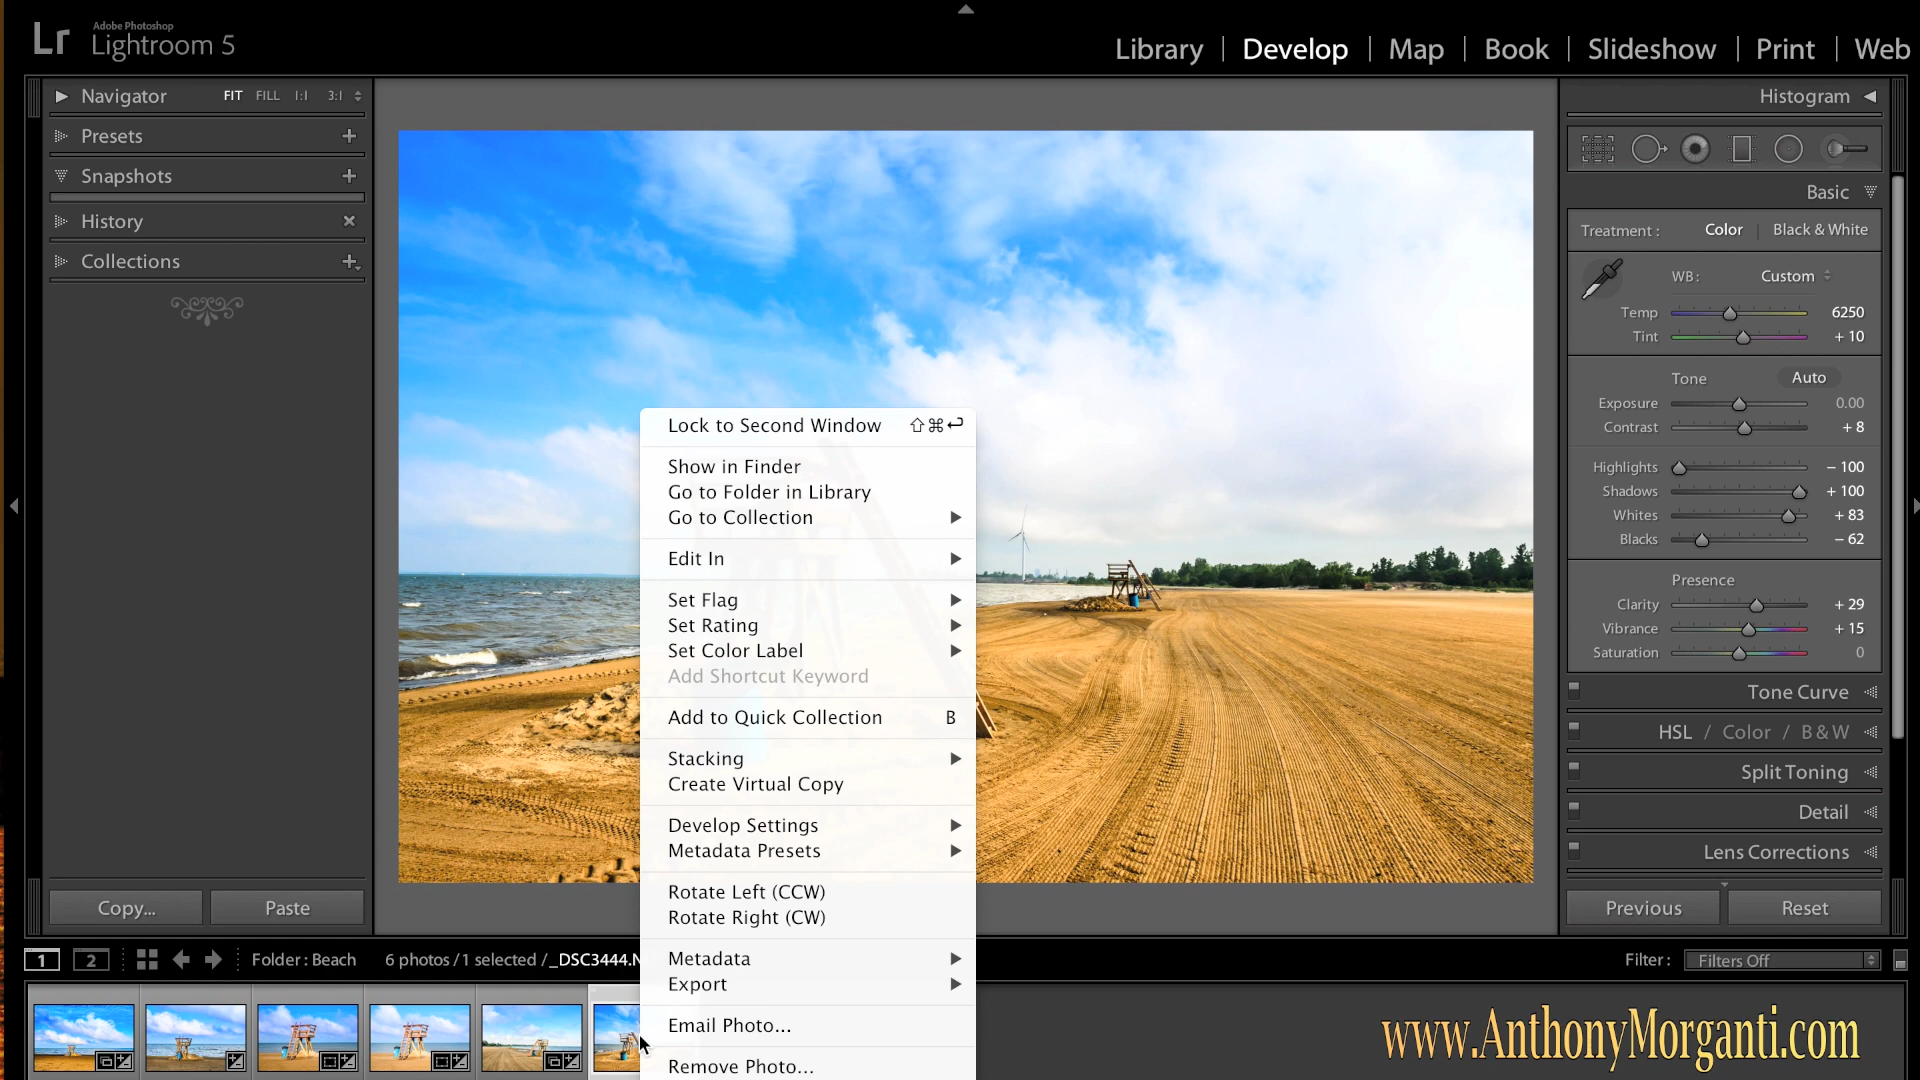 Lr Adobe Photoshop
Lightroom 5
Library | Develop | Map | Book | Slideshow | Print | Web
Navigator FIT FILL 1:1 3:1
Presets
Snapshots
History
Collections
Copy... Paste
Lock to Second Window ⇧⌘↩
Show in Finder
Go to Folder in Library
Go to Collection
Edit In
Set Flag
Set Rating
Set Color Label
Add Shortcut Keyword
Add to Quick Collection B
Stacking
Create Virtual Copy
Develop Settings
Metadata Presets
Rotate Left (CCW)
Rotate Right (CW)
Metadata
Export
Email Photo...
Remove Photo...
Histogram
Basic
Treatment : Color | Black & White
WB : Custom
Temp 6250
Tint + 10
Tone Auto
Exposure 0.00
Contrast + 8
Highlights − 100
Shadows + 100
Whites + 83
Blacks − 62
Presence
Clarity + 29
Vibrance + 15
Saturation 0
Tone Curve
HSL / Color / B & W
Split Toning
Detail
Lens Corrections
Previous Reset
1 2 Folder : Beach 6 photos / 1 selected / _DSC3444.N
Filter : Filters Off
www.AnthonyMorganti.com